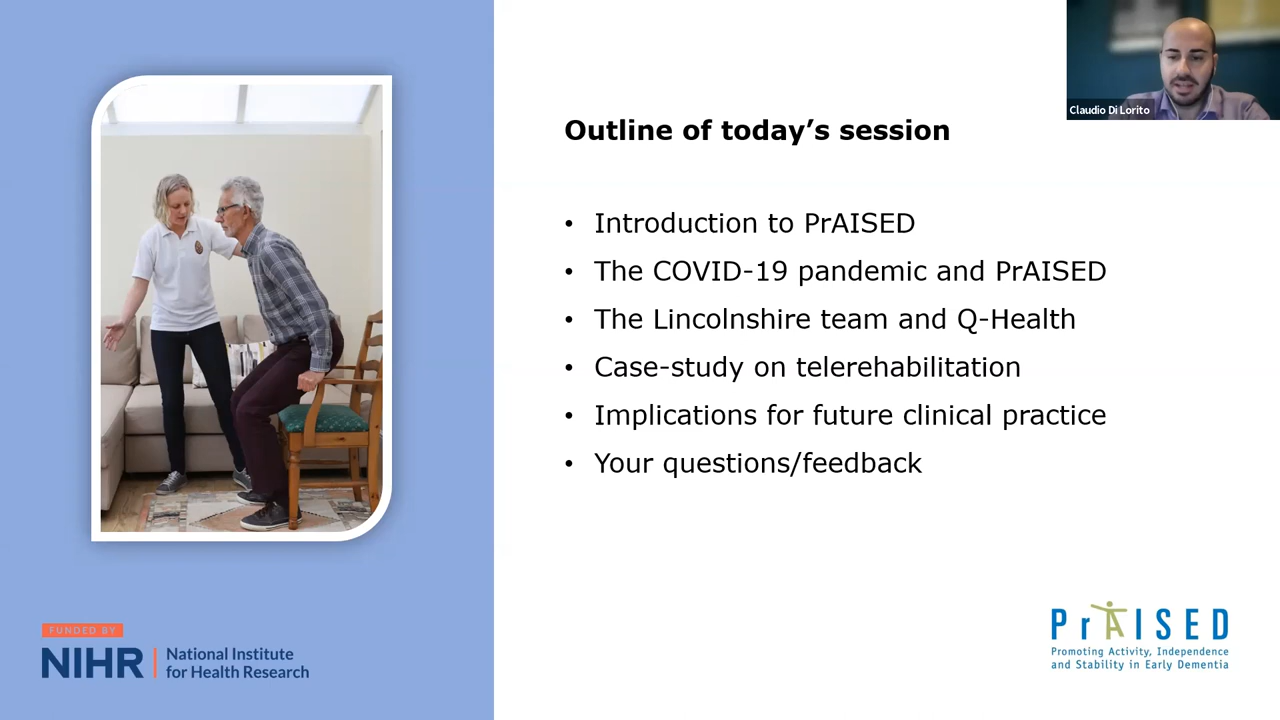 Claudio Di Lorito
Outline of today’s session
• Introduction to PrAISED
• The COVID-19 pandemic and PrAISED
• The Lincolnshire team and Q-Health
• Case-study on telerehabilitation
• Implications for future clinical practice
• Your questions/feedback
FUNDED BY
NIHR | National Institute
for Health Research
PrAISED
Promoting Activity, Independence
and Stability in Early Dementia